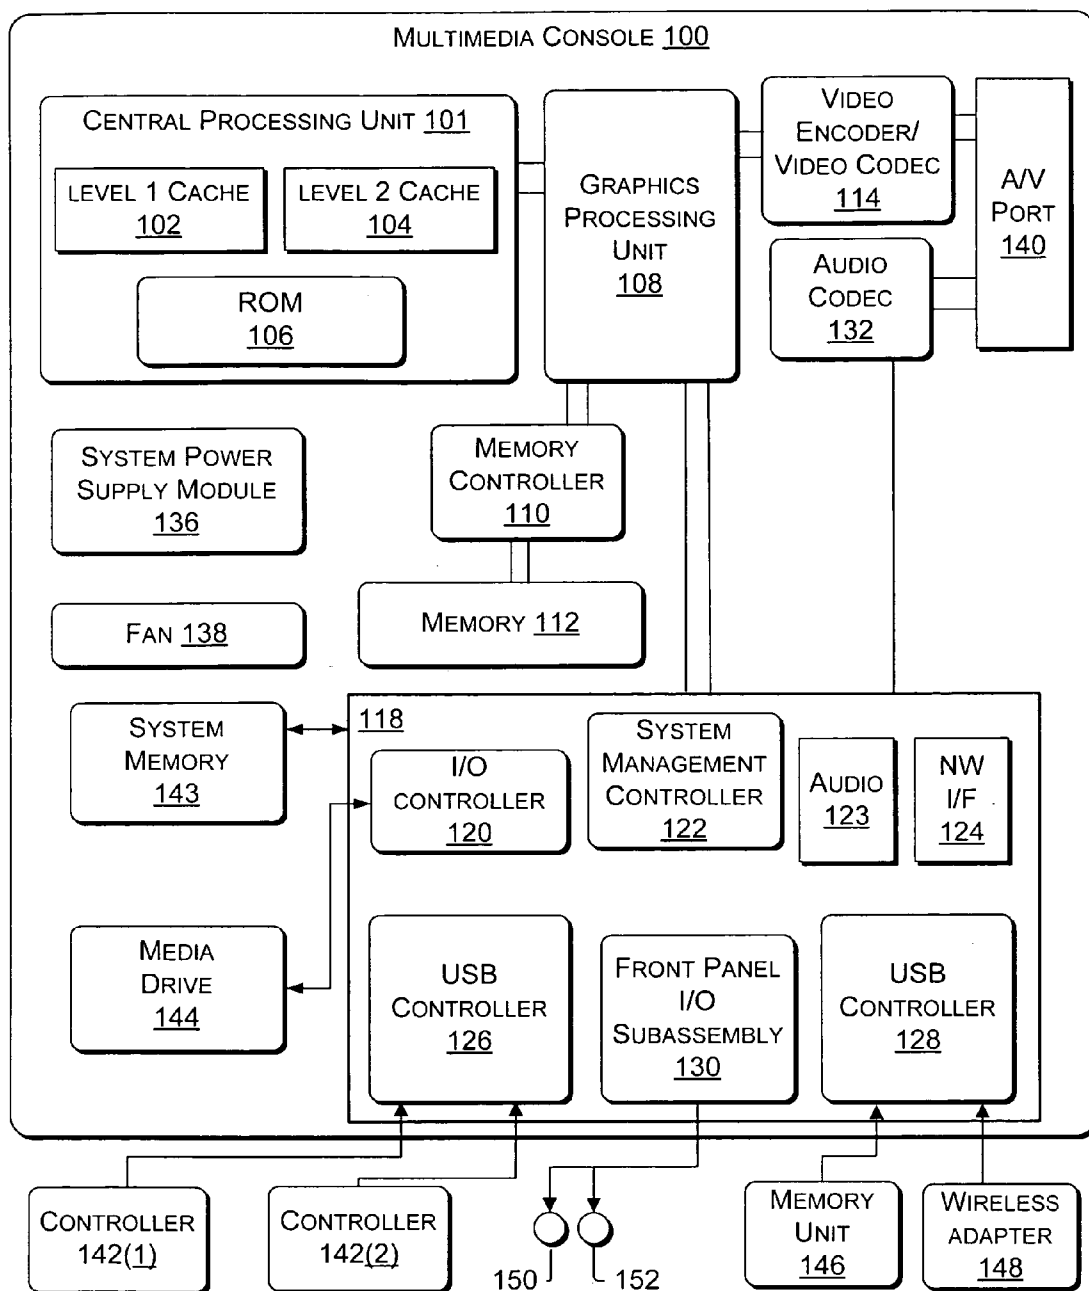 MULTIMEDIA CONSOLE 100
CENTRAL PROCESSING UNIT 101
LEVEL 1 CACHE
102
LEVEL 2 CACHE
104
ROM
106
GRAPHICS
PROCESSING
UNIT
108
VIDEO
ENCODER/
VIDEO CODEC
114
A/V
PORT
140
AUDIO
CODEC
132
SYSTEM POWER
SUPPLY MODULE
136
MEMORY
CONTROLLER
110
FAN 138
MEMORY 112
SYSTEM
MEMORY
143
118
I/O
CONTROLLER
120
SYSTEM
MANAGEMENT
CONTROLLER
122
AUDIO
123
NW
I/F
124
MEDIA
DRIVE
144
USB
CONTROLLER
126
FRONT PANEL
I/O
SUBASSEMBLY
130
USB
CONTROLLER
128
CONTROLLER
142(1)
CONTROLLER
142(2)
150
152
MEMORY
UNIT
146
WIRELESS
ADAPTER
148